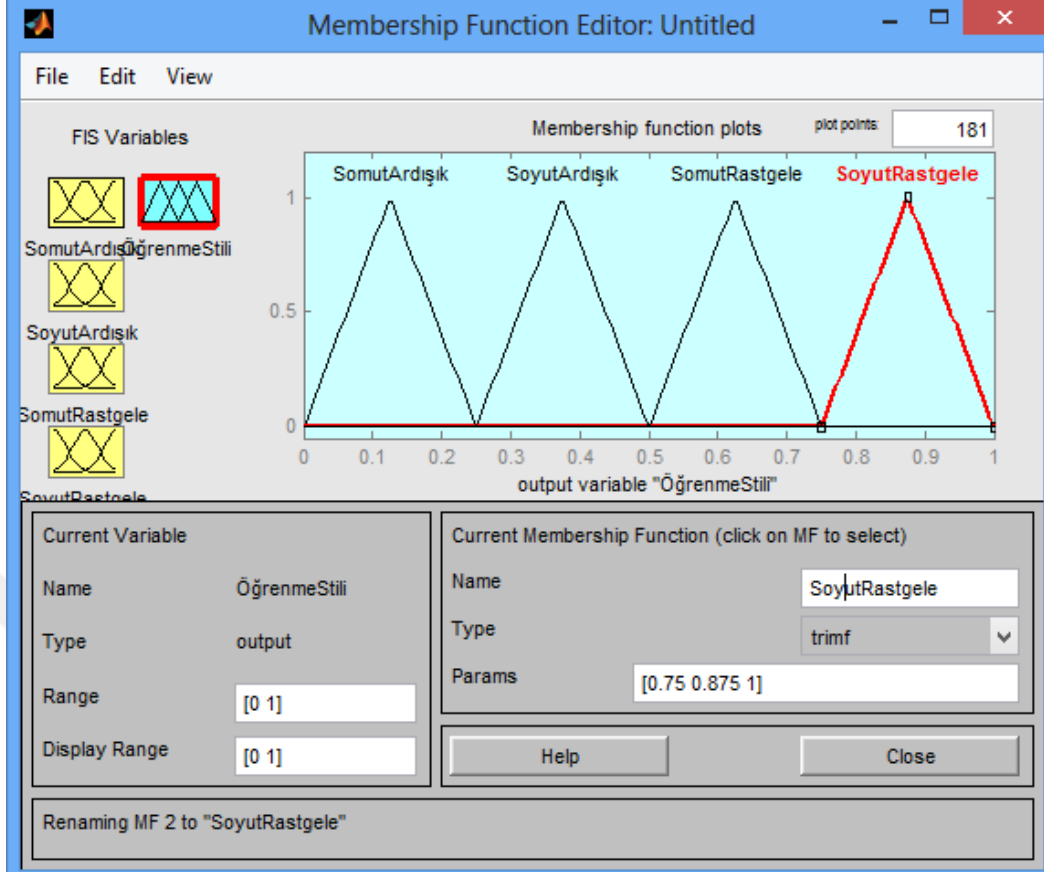 Membership Function Editor: Untitled
File Edit View
FIS Variables
Membership function plots
plot points:
181
SomutArdışık
ÖğrenmeStili
SoyutArdışık
SomutRastgele
SoyutRastgele
SomutArdışık SoyutArdışık SomutRastgele SoyutRastgele
1
0.5
0
0 0.1 0.2 0.3 0.4 0.5 0.6 0.7 0.8 0.9 1
output variable "ÖğrenmeStili"
Current Variable
Name ÖğrenmeStili
Type output
Range [0 1]
Display Range [0 1]
Current Membership Function (click on MF to select)
Name SoyutRastgele
Type trimf
Params [0.75 0.875 1]
Help Close
Renaming MF 2 to "SoyutRastgele"